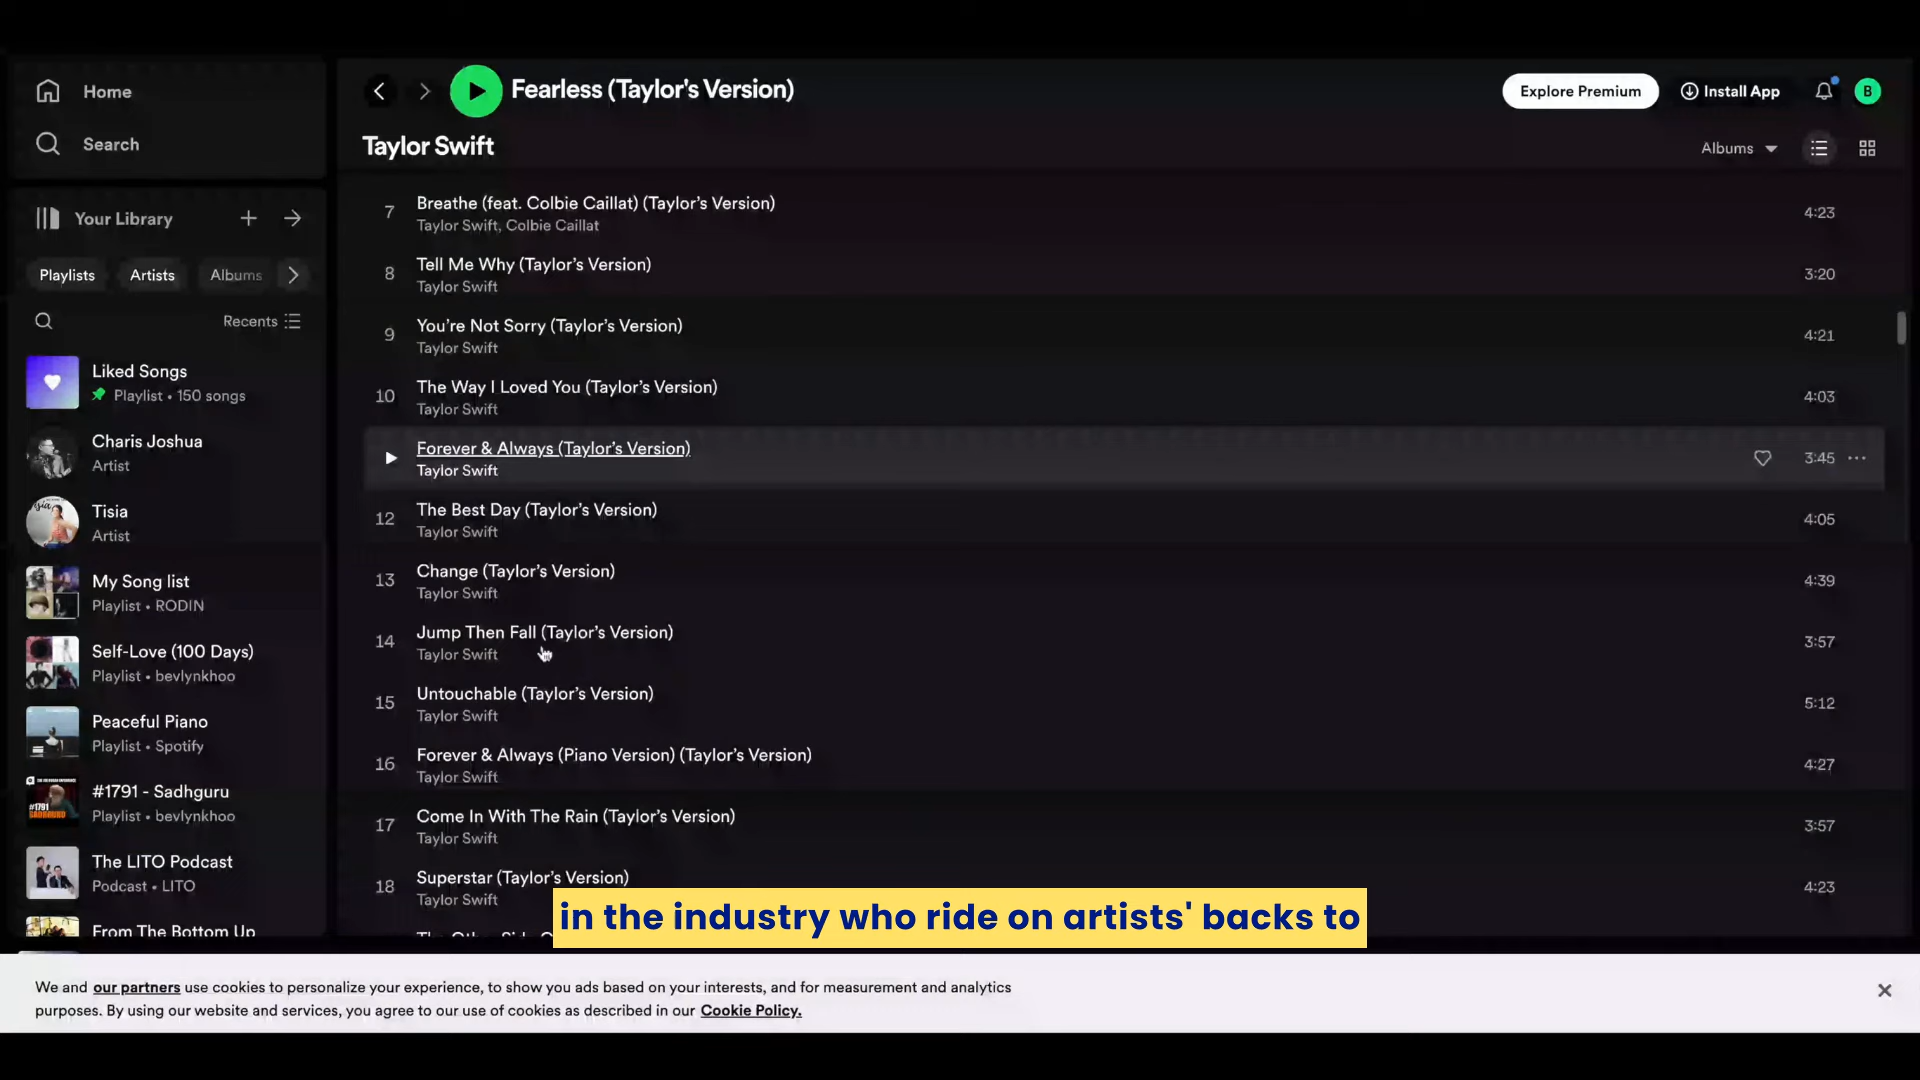 Home
Search
Your Library
Playlists
Artists
Albums
Recents
Liked Songs
Playlist • 150 songs
Charis Joshua
Artist
Tisia
Artist
My Song list
Playlist • RODIN
Self-Love (100 Days)
Playlist • bevlynkhoo
Peaceful Piano
Playlist • Spotify
#1791 - Sadhguru
Playlist • bevlynkhoo
The LITO Podcast
Podcast • LITO
From The Bottom Up
Fearless (Taylor's Version)
Explore Premium
Install App
B
Taylor Swift
Albums
7
Breathe (feat. Colbie Caillat) (Taylor's Version)
Taylor Swift, Colbie Caillat
4:23
8
Tell Me Why (Taylor's Version)
Taylor Swift
3:20
9
You're Not Sorry (Taylor's Version)
Taylor Swift
4:21
10
The Way I Loved You (Taylor's Version)
Taylor Swift
4:03
Forever & Always (Taylor's Version)
Taylor Swift
3:45
12
The Best Day (Taylor's Version)
Taylor Swift
4:05
13
Change (Taylor's Version)
Taylor Swift
4:39
14
Jump Then Fall (Taylor's Version)
Taylor Swift
3:57
15
Untouchable (Taylor's Version)
Taylor Swift
5:12
16
Forever & Always (Piano Version) (Taylor's Version)
Taylor Swift
4:27
17
Come In With The Rain (Taylor's Version)
Taylor Swift
3:57
18
Superstar (Taylor's Version)
Taylor Swift
4:23
in the industry who ride on artists' backs to
We and our partners use cookies to personalize your experience, to show you ads based on your interests, and for measurement and analytics
purposes. By using our website and services, you agree to our use of cookies as described in our Cookie Policy.